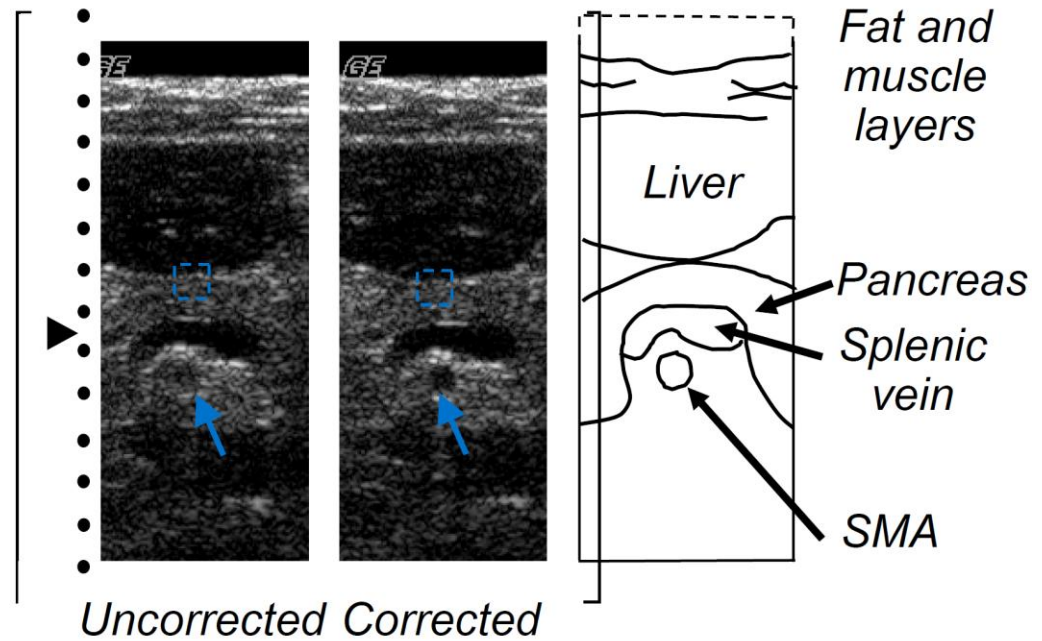 GE
GE
Fat and
muscle
layers
Liver
Pancreas
Splenic
vein
SMA
Uncorrected
Corrected